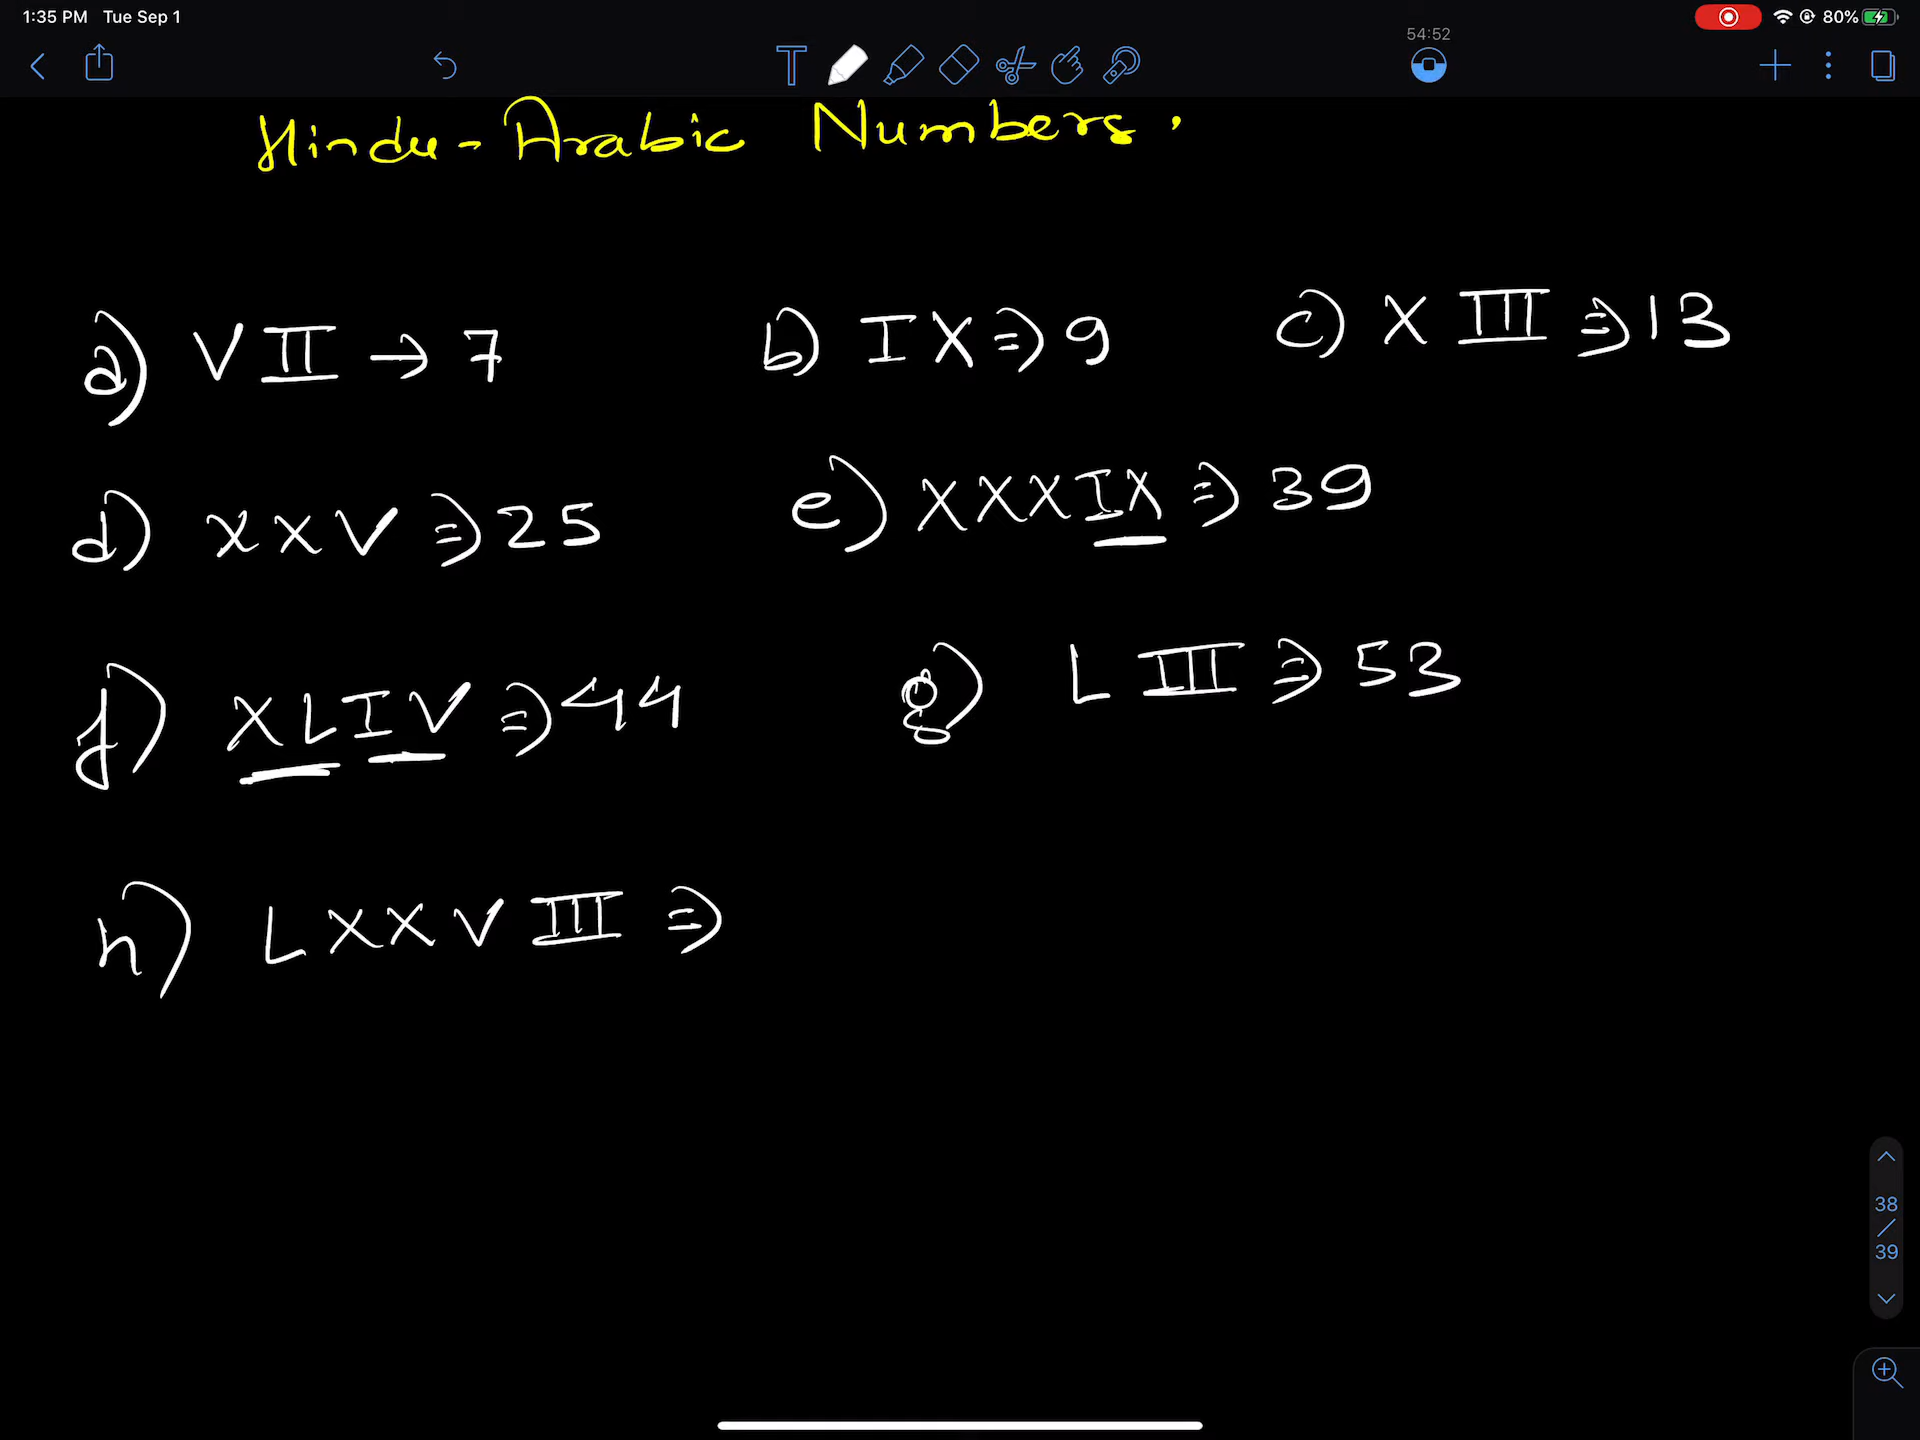 1:35 PM Tue Sep 1
80%
54:52
Hindu-Arabic Numbers.
a) VII → 7 b) IX ⇒ 9 c) XIII ⇒ 13
d) XXV ⇒ 25 e) XXXIX ⇒ 39
f) XLIV ⇒ 44 g) LIII ⇒ 53
h) LXXVIII ⇒
38
/
39